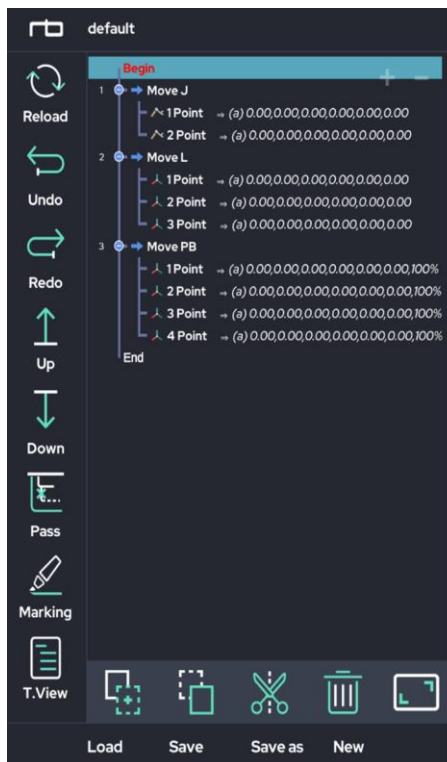 rb default
Begin
1 Move J
1 Point ⇒ (a) 0.00,0.00,0.00,0.00,0.00,0.00
2 Point ⇒ (a) 0.00,0.00,0.00,0.00,0.00,0.00
2 Move L
1 Point ⇒ (a) 0.00,0.00,0.00,0.00,0.00,0.00
2 Point ⇒ (a) 0.00,0.00,0.00,0.00,0.00,0.00
3 Point ⇒ (a) 0.00,0.00,0.00,0.00,0.00,0.00
3 Move PB
1 Point ⇒ (a) 0.00,0.00,0.00,0.00,0.00,0.00,100%
2 Point ⇒ (a) 0.00,0.00,0.00,0.00,0.00,0.00,100%
3 Point ⇒ (a) 0.00,0.00,0.00,0.00,0.00,0.00,100%
4 Point ⇒ (a) 0.00,0.00,0.00,0.00,0.00,0.00,100%
End
Reload
Undo
Redo
Up
Down
Pass
Marking
T.View
Load Save Save as New